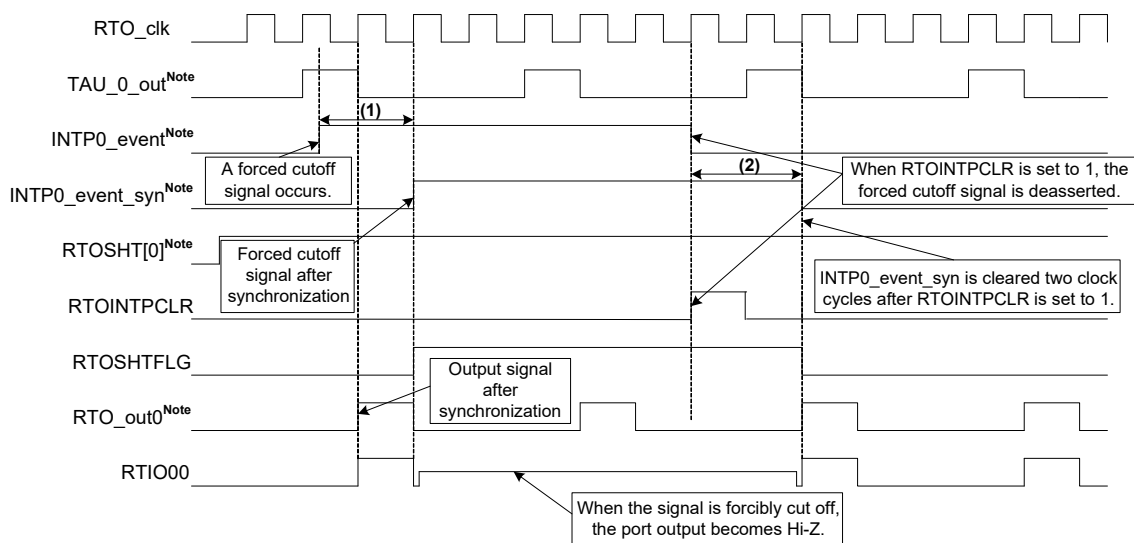 RTO_clk
TAU_0_outNote
(1)
INTP0_eventNote
A forced cutoff
signal occurs.
(2)
When RTOINTPCLR is set to 1, the
forced cutoff signal is deasserted.
INTP0_event_synNote
RTOSHT[0]Note
Forced cutoff
signal after
synchronization
INTP0_event_syn is cleared two clock
cycles after RTOINTPCLR is set to 1.
RTOINTPCLR
RTOSHTFLG
Output signal
after
synchronization
RTO_out0Note
RTIO00
When the signal is forcibly cut off,
the port output becomes Hi-Z.